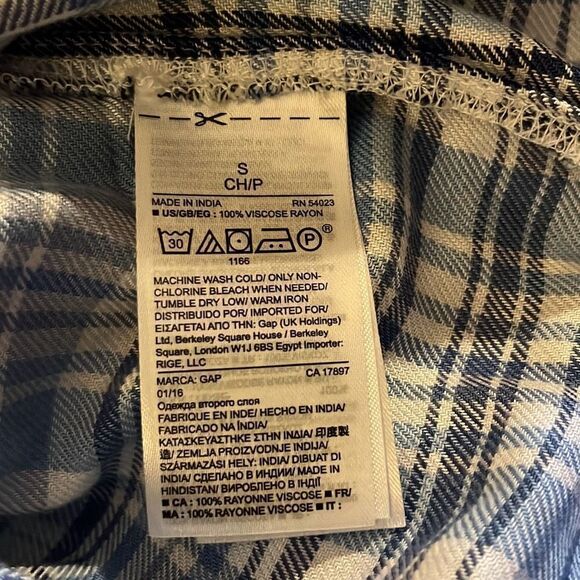 S
CH/P
MADE IN INDIA RN 54023
■ US/GB/EG : 100% VISCOSE RAYON
30 P ®
1166
MACHINE WASH COLD/ ONLY NON-
CHLORINE BLEACH WHEN NEEDED/
TUMBLE DRY LOW/ WARM IRON
DISTRIBUIDO POR/ IMPORTED FOR/
ΕΙΣΑΓΕΤΑΙ ΑΠΟ ΤΗΝ: Gap (UK Holdings)
Ltd, Berkeley Square House / Berkeley
Square, London W1J 6BS Egypt Importer:
RIGE, LLC
MARCA: GAP CA 17897
01/16
Одежда второго слоя
FABRIQUE EN INDE/ HECHO EN INDIA/
FABRICADO NA ÍNDIA/
ΚΑΤΑΣΚΕΥΑΣΤΗΚΕ ΣΤΗΝ ΙΝΔΙΑ/ 印度製
造/ ZEMLJA PROIZVODNJE INDIJA/
SZÁRMAZÁSI HELY: INDIA/ DIBUAT DI
INDIA/ СДЕЛАНО В ИНДИИ/ MADE IN
HINDISTAN/ ВИРОБЛЕНО В ІНДІЇ
■ CA : 100% RAYONNE VISCOSE ■ FR/
MA : 100% RAYONNE VISCOSE ■ IT :